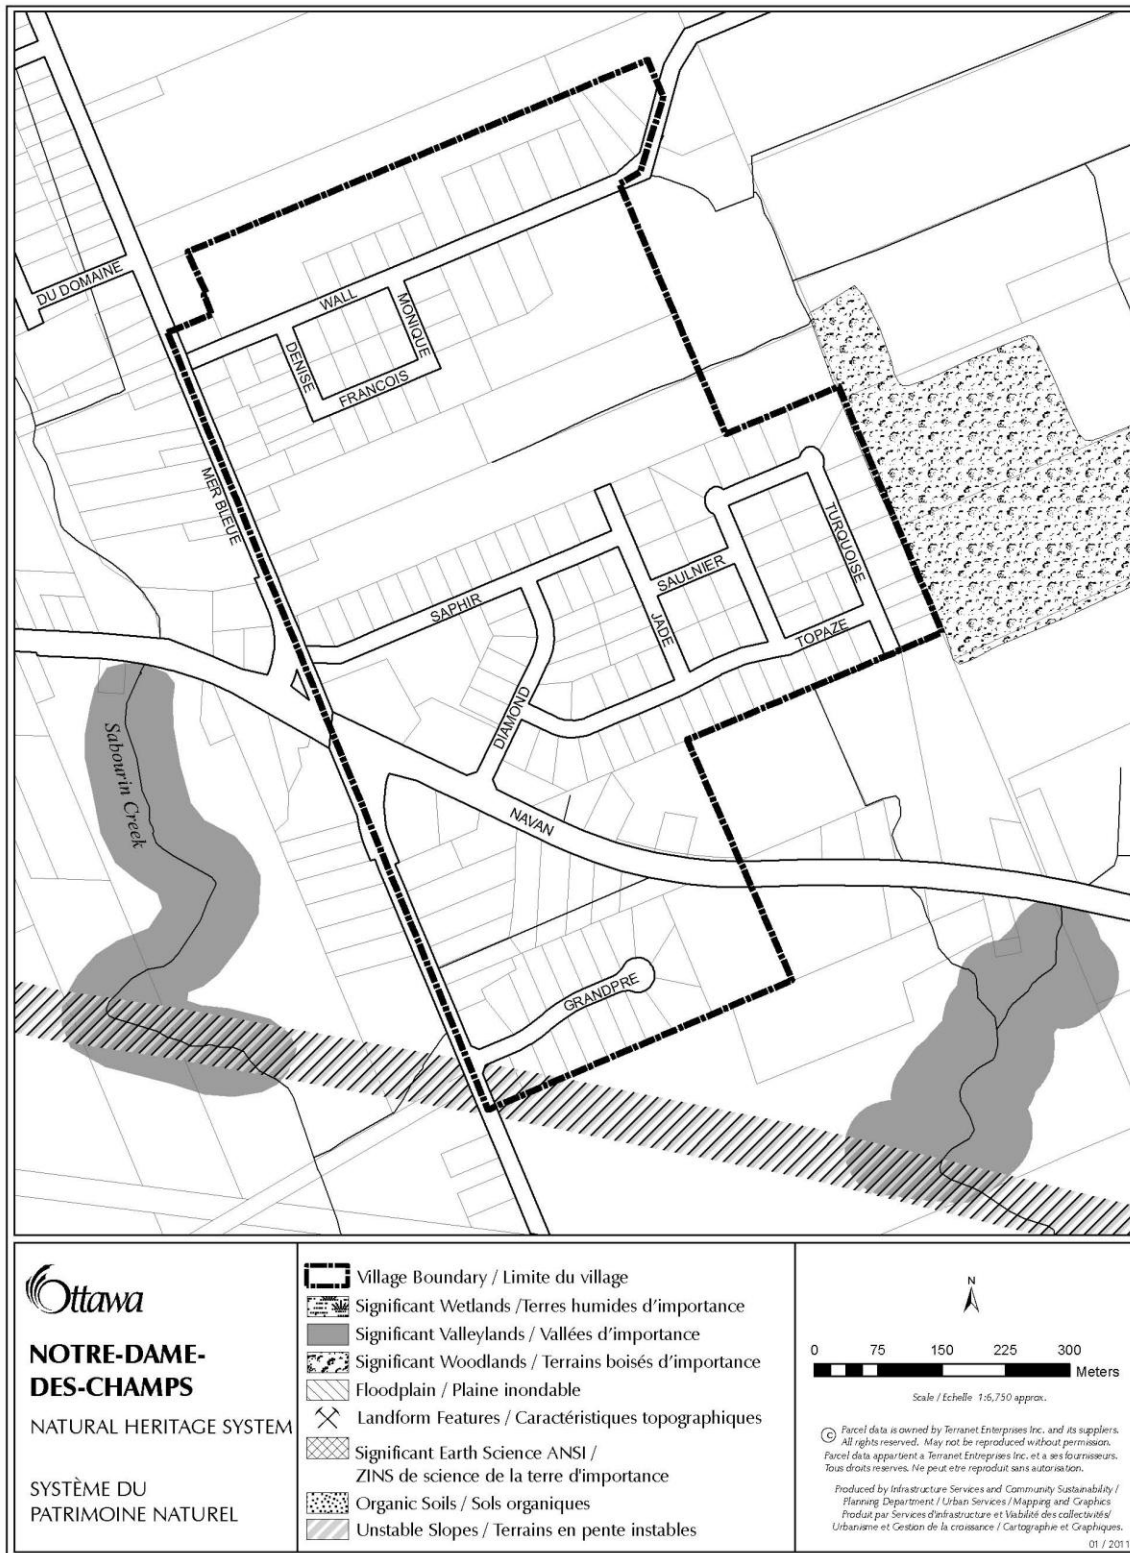 DU DOMAINE
WALL
MONIQUE
DENISE
FRANCOIS
MER BLEUE
SAPHIR
SAULNIER
TURQUOISE
JADE
TOPAZE
DIAMOND
Sabourin Creek
NAVAN
GRANDPRE
Ottawa
NOTRE-DAME-
DES-CHAMPS
NATURAL HERITAGE SYSTEM
SYSTÈME DU
PATRIMOINE NATUREL
Village Boundary / Limite du village
Significant Wetlands /Terres humides d'importance
Significant Valleylands / Vallées d'importance
Significant Woodlands / Terrains boisés d'importance
Floodplain / Plaine inondable
Landform Features / Caractéristiques topographiques
Significant Earth Science ANSI /
ZINS de science de la terre d'importance
Organic Soils / Sols organiques
Unstable Slopes / Terrains en pente instables
N
0 75 150 225 300
Meters
Scale / Echelle 1:6,750 approx.
© Parcel data is owned by Teranet Enterprises Inc. and its suppliers.
All rights reserved. May not be reproduced without permission.
Parcel data appartient a Teranet Entreprises Inc. et a ses fournisseurs.
Tous droits reserves. Ne peut etre reproduit sans autorisation.
Produced by Infrastructure Services and Community Sustainability /
Planning Department / Urban Services / Mapping and Graphics
Produit par Services d'infrastructure et Viabilité des collectivités/
Urbanisme et Gestion de la croissance / Cartographie et Graphiques.
01 / 2011